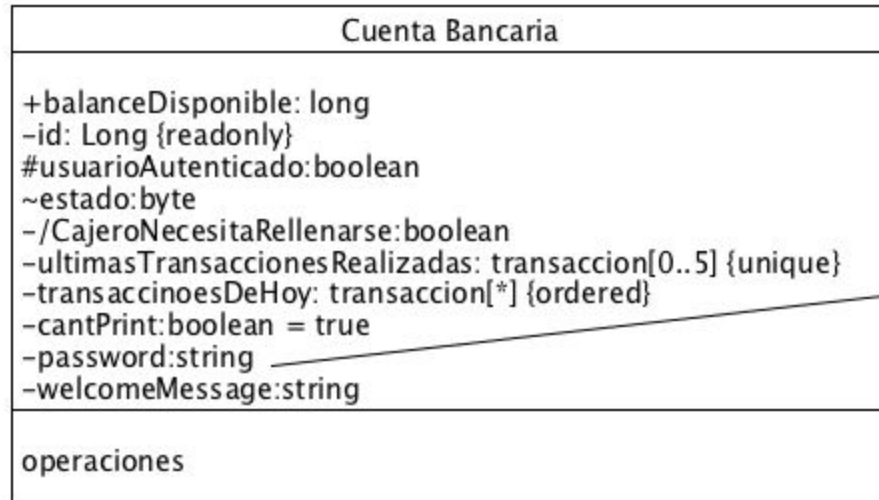 Cuenta Bancaria
+balanceDisponible: long
-id: Long {readonly}
#usuarioAutenticado:boolean
~estado:byte
-/CajeroNecesitaRellenarse:boolean
-ultimasTransaccionesRealizadas: transaccion[0..5] {unique}
-transaccinoesDeHoy: transaccion[*] {ordered}
-cantPrint:boolean = true
-password:string
-welcomeMessage:string
operaciones